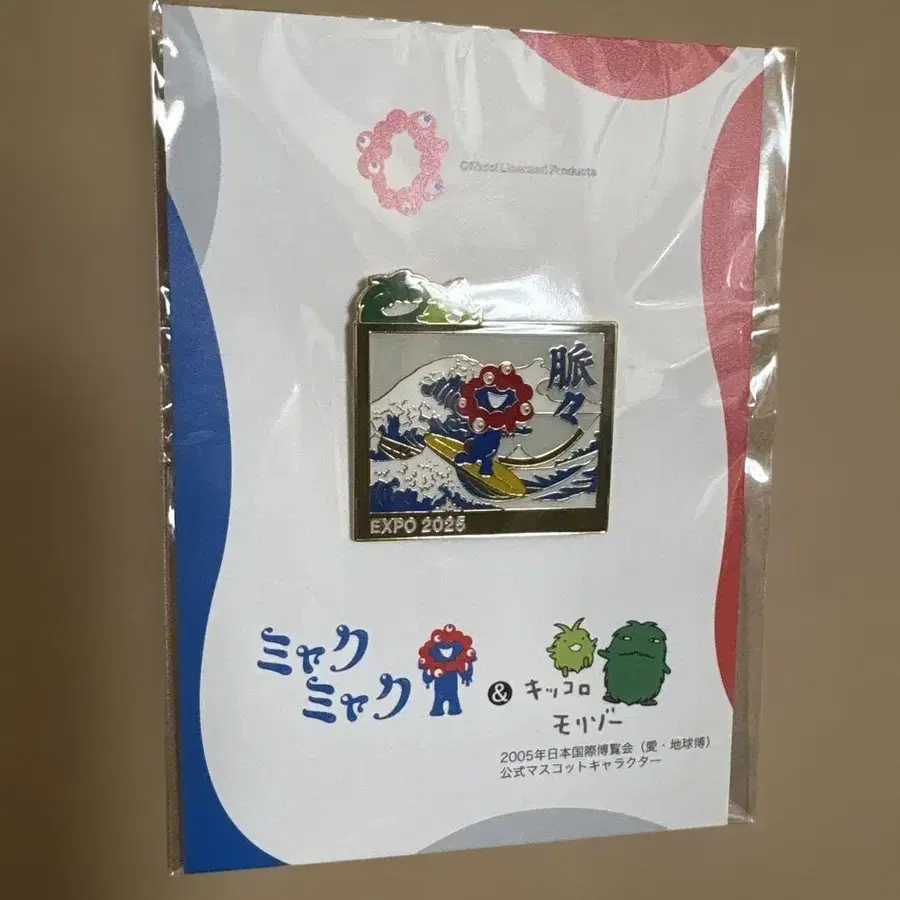 Official Licensed Products
脈々
EXPO 2025
ミャク
ミャク
&
キッコロ
モリゾー
2005年日本国際博覧会（愛・地球博）
公式マスコットキャラクター